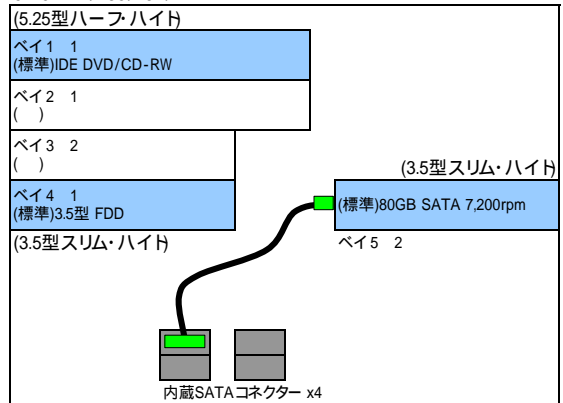 (5.25型ハーフ・ハイト)
ベイ1 1
(標準)IDE DVD/CD-RW
ベイ2 1
( )
ベイ3 2
( )
(3.5型スリム・ハイト)
ベイ4 1
(標準)3.5型 FDD
(標準)80GB SATA 7,200rpm
(3.5型スリム・ハイト)
ベイ5 2
内蔵SATAコネクター x4